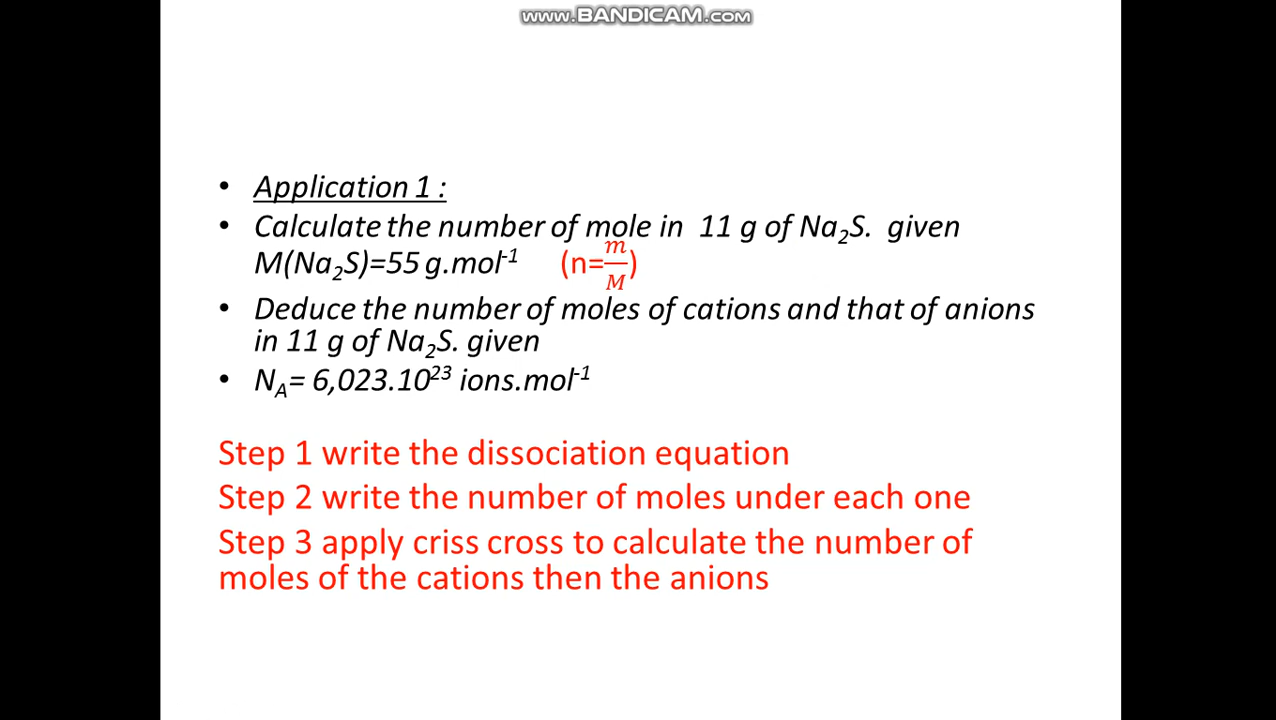 www.BANDICAM.com
• Application 1 :
• Calculate the number of mole in 11 g of Na₂S. given
M(Na₂S)=55 g.mol⁻¹ (n=m/M)
• Deduce the number of moles of cations and that of anions
in 11 g of Na₂S. given
• N_A= 6,023.10²³ ions.mol⁻¹
Step 1 write the dissociation equation
Step 2 write the number of moles under each one
Step 3 apply criss cross to calculate the number of
moles of the cations then the anions